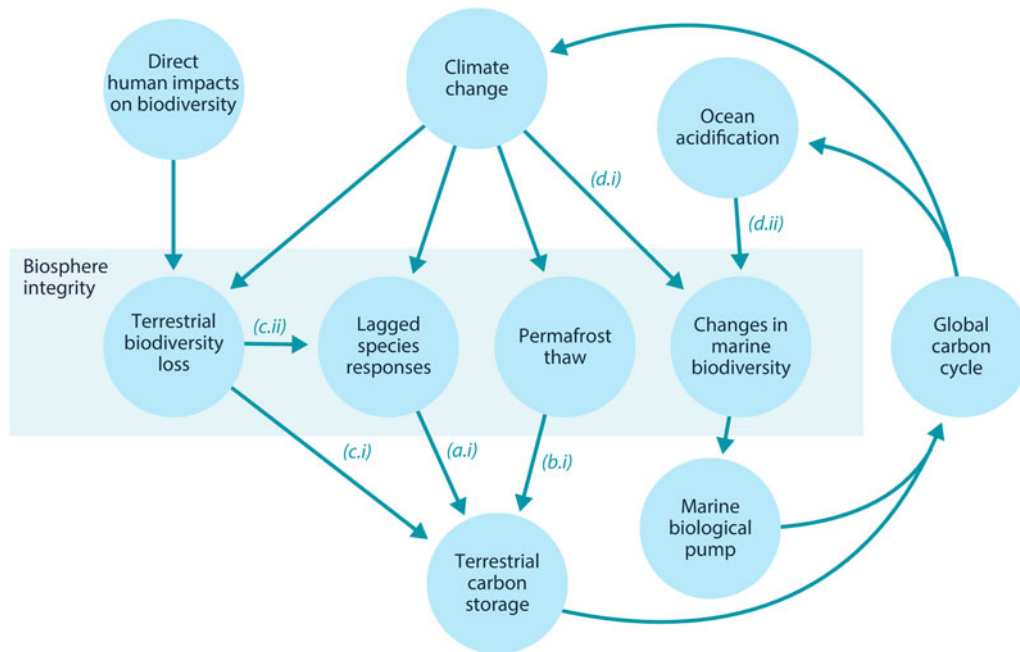 Direct
human impacts
on biodiversity
Climate
change
Ocean
acidification
(d.i)
(d.ii)
Biosphere
integrity
Terrestrial
biodiversity
loss
(c.ii)
Lagged
species
responses
Permafrost
thaw
Changes in
marine
biodiversity
Global
carbon
cycle
(c.i)
(a.i)
(b.i)
Marine
biological
pump
Terrestrial
carbon
storage